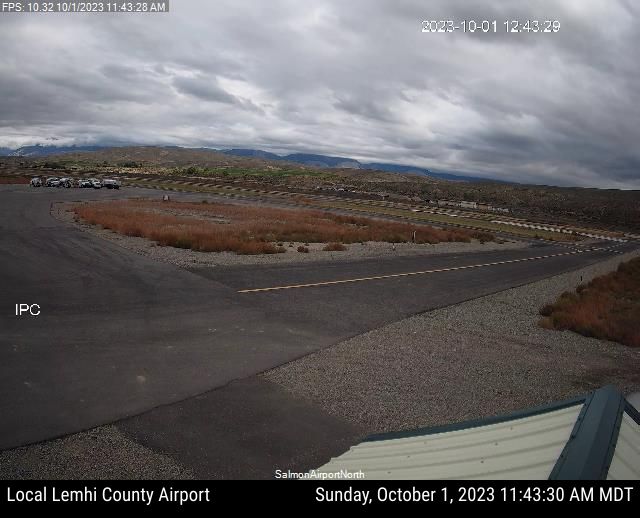 FPS: 10.32 10/1/2023 11:43:28 AM
2023-10-01 12:43:29
IPC
SalmonAirportNorth
Local Lemhi County Airport Sunday, October 1, 2023 11:43:30 AM MDT